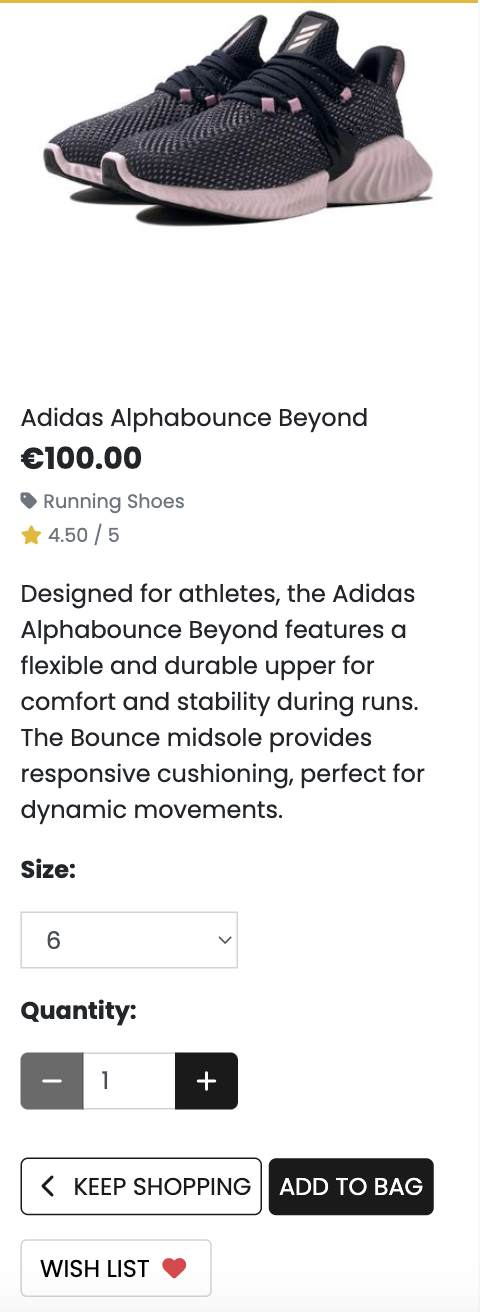 Adidas Alphabounce Beyond
€100.00
Running Shoes
4.50 / 5
Designed for athletes, the Adidas
Alphabounce Beyond features a
flexible and durable upper for
comfort and stability during runs.
The Bounce midsole provides
responsive cushioning, perfect for
dynamic movements.
Size:
6
Quantity:
− 1 +
KEEP SHOPPING ADD TO BAG
WISH LIST